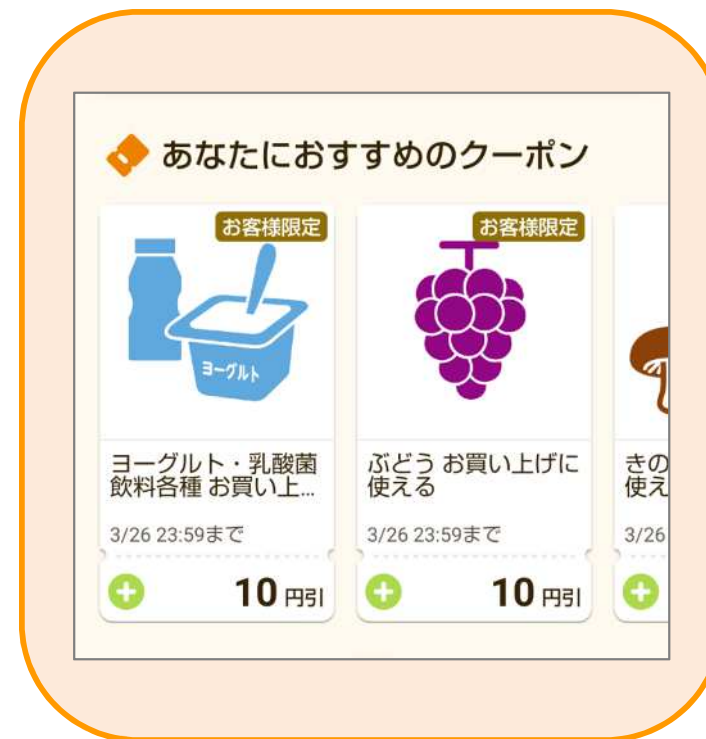 あなたにおすすめのクーポン
お客様限定
ヨーグルト
ヨーグルト・乳酸菌
飲料各種 お買い上...
3/26 23:59まで
10 円引
お客様限定
ぶどう お買い上げに
使える
3/26 23:59まで
10 円引
きの
使え
3/26